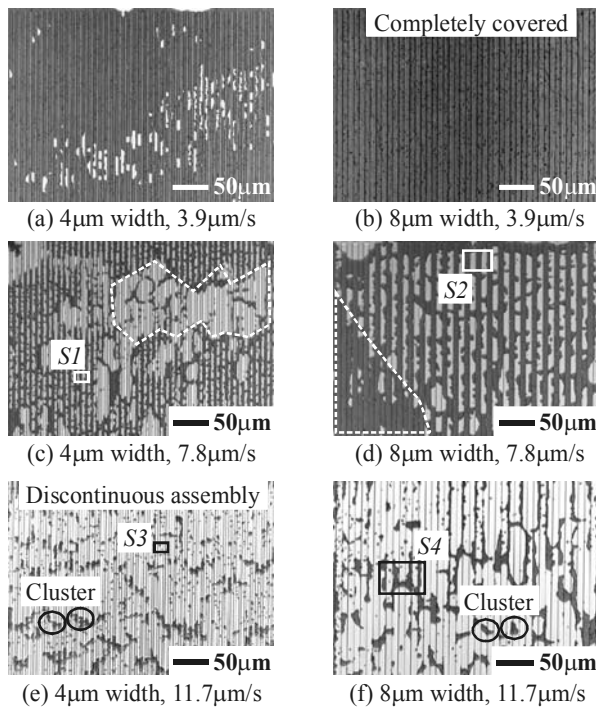 Completely covered
50μm
50μm
(a) 4μm width, 3.9μm/s
(b) 8μm width, 3.9μm/s
S1
S2
50μm
50μm
(c) 4μm width, 7.8μm/s
(d) 8μm width, 7.8μm/s
Discontinuous assembly
S3
S4
Cluster
Cluster
50μm
50μm
(e) 4μm width, 11.7μm/s
(f) 8μm width, 11.7μm/s